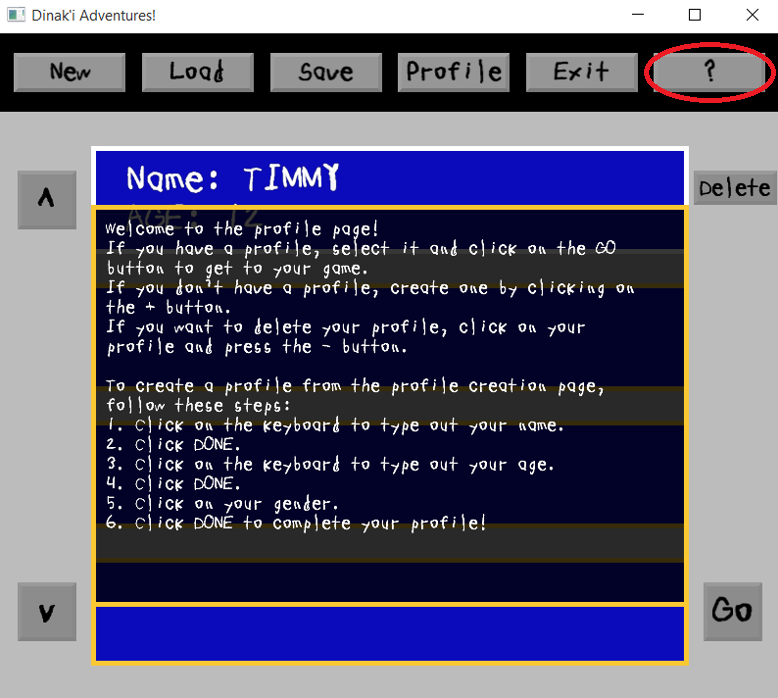 Dinak'i Adventures!
New Load Save Profile Exit ?
Name: TIMMY
Λ
Delete
AGE: 12
Welcome to the profile page!
If you have a profile, select it and click on the GO
button to get to your game.
If you don't have a profile, create one by clicking on
the + button.
If you want to delete your profile, click on your
profile and press the - button.
To create a profile from the profile creation page,
follow these steps:
1. Click on the keyboard to type out your name.
2. Click DONE.
3. Click on the keyboard to type out your age.
4. Click DONE.
5. Click on your gender.
6. Click DONE to complete your profile!
V
Go